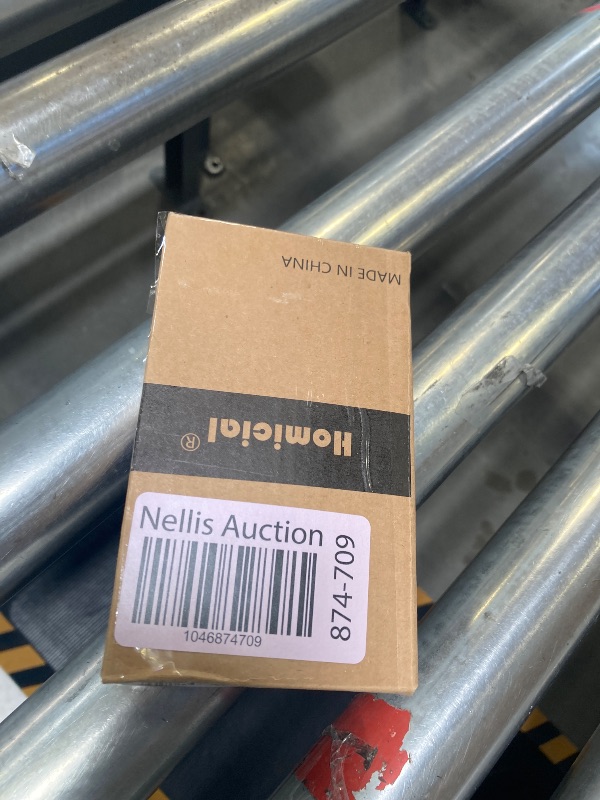 MADE IN CHINA
Homicial®
Nellis Auction
1046874709
874-709